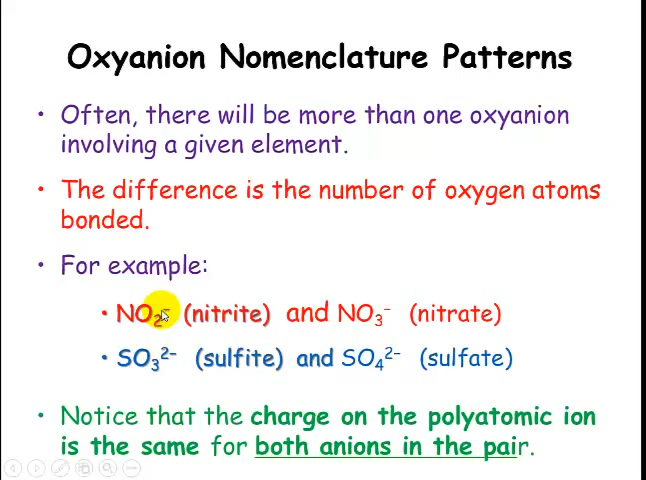 Oxyanion Nomenclature Patterns
• Often, there will be more than one oxyanion
involving a given element.
• The difference is the number of oxygen atoms
bonded.
• For example:
• NO₂⁻ (nitrite) and NO₃⁻ (nitrate)
• SO₃²⁻ (sulfite) and SO₄²⁻ (sulfate)
• Notice that the charge on the polyatomic ion
is the same for both anions in the pair.